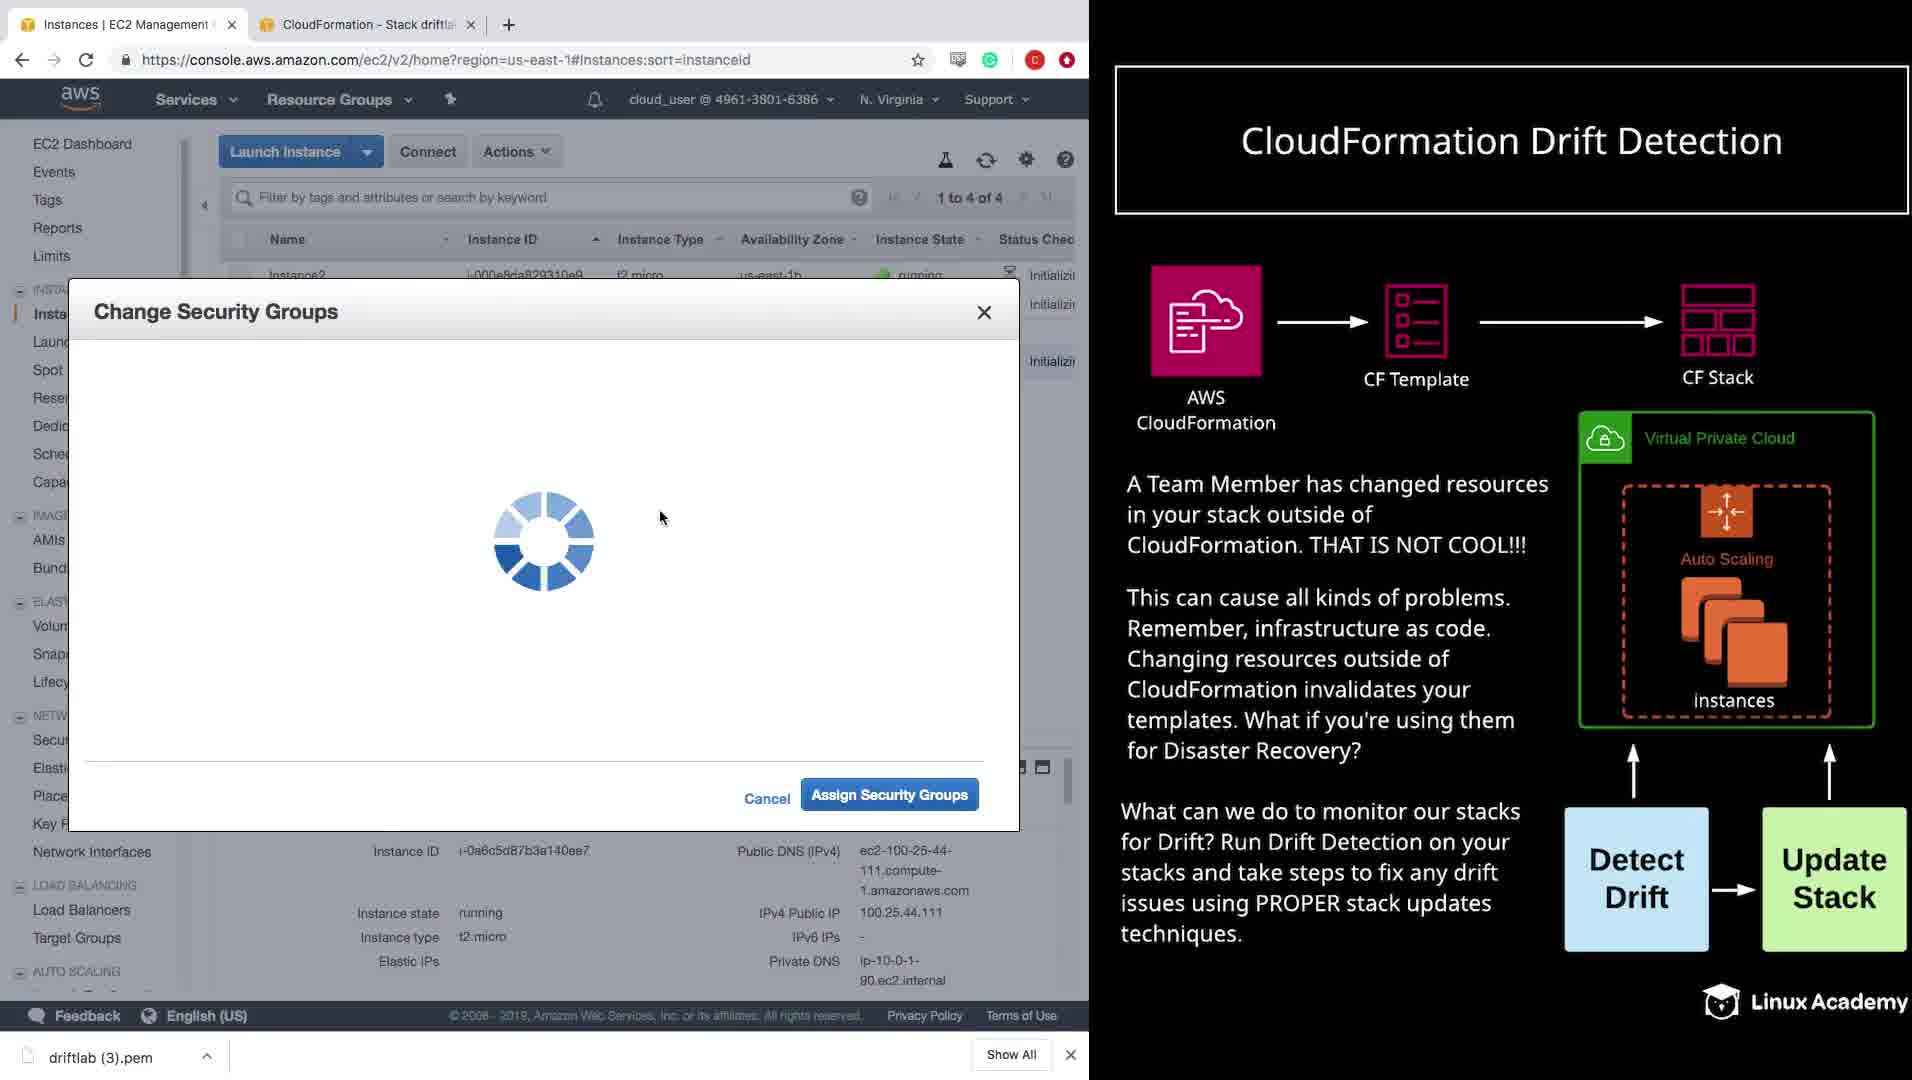 Instances | EC2 Management
CloudFormation - Stack driftla
https://console.aws.amazon.com/ec2/v2/home?region=us-east-1#Instances:sort=instanceId
aws
Services
Resource Groups
cloud_user @ 4961-3801-6386
N. Virginia
Support
EC2 Dashboard
Events
Tags
Reports
Limits
INSTA
Insta
Launc
Spot
Reser
Dedic
Sched
Capac
IMAGE
AMIs
Bund
ELAST
Volum
Snap
Lifecy
NETW
Secur
Elasti
Place
Key P
Network Interfaces
LOAD BALANCING
Load Balancers
Target Groups
AUTO SCALING
Launch Instance
Connect
Actions
Filter by tags and attributes or search by keyword
1 to 4 of 4
Name
Instance ID
Instance Type
Availability Zone
Instance State
Status Chec
Instance2
i-000e8da829310e9
t2.micro
us-east-1b
running
Initializi
Initializi
Initializi
Change Security Groups
Cancel
Assign Security Groups
Instance ID
i-0a6c5d87b3a140ee7
Public DNS (IPv4)
ec2-100-25-44-
111.compute-
1.amazonaws.com
Instance state
running
IPv4 Public IP
100.25.44.111
Instance type
t2.micro
IPv6 IPs
-
Elastic IPs
Private DNS
ip-10-0-1-
90.ec2.internal
Feedback
English (US)
© 2008 - 2019, Amazon Web Services, Inc. or its affiliates. All rights reserved.
Privacy Policy
Terms of Use
driftlab (3).pem
Show All
CloudFormation Drift Detection
AWS
CloudFormation
CF Template
CF Stack
Virtual Private Cloud
Auto Scaling
instances
A Team Member has changed resources
in your stack outside of
CloudFormation. THAT IS NOT COOL!!!
This can cause all kinds of problems.
Remember, infrastructure as code.
Changing resources outside of
CloudFormation invalidates your
templates. What if you're using them
for Disaster Recovery?
What can we do to monitor our stacks
for Drift? Run Drift Detection on your
stacks and take steps to fix any drift
issues using PROPER stack updates
techniques.
Detect
Drift
Update
Stack
Linux Academy